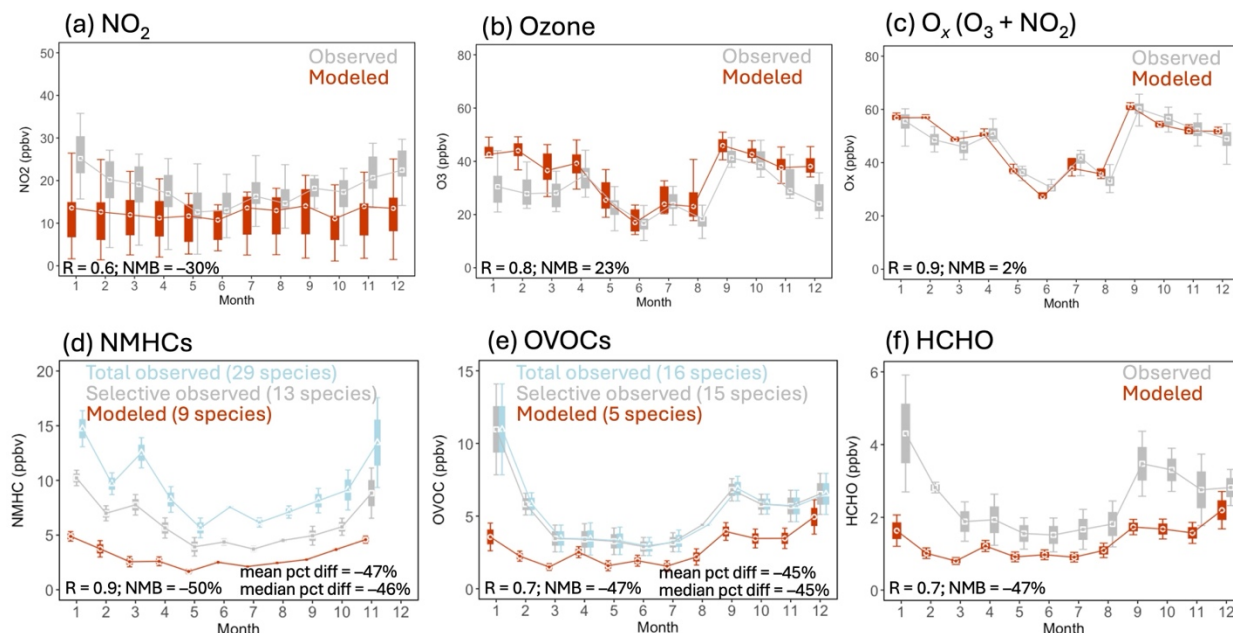 (a) NO₂
Observed
Modeled
NO2 (ppbv)
50
40
30
20
10
0
R = 0.6; NMB = –30%
1 2 3 4 5 6 7 8 9 10 11 12
Month
(b) Ozone
Observed
Modeled
O3 (ppbv)
80
60
40
20
0
R = 0.8; NMB = 23%
1 2 3 4 5 6 7 8 9 10 11 12
Month
(c) Oₓ (O₃ + NO₂)
Observed
Modeled
Ox (ppbv)
80
60
40
20
0
R = 0.9; NMB = 2%
1 2 3 4 5 6 7 8 9 10 11 12
Month
(d) NMHCs
Total observed (29 species)
Selective observed (13 species)
Modeled (9 species)
NMHC (ppbv)
20
15
10
5
0
mean pct diff = –47%
R = 0.9; NMB = –50% median pct diff = –46%
1 2 3 4 5 6 7 8 9 10 11 12
Month
(e) OVOCs
Total observed (16 species)
Selective observed (15 species)
Modeled (5 species)
OVOC (ppbv)
15
10
5
0
mean pct diff = –45%
R = 0.7; NMB = –47% median pct diff = –45%
1 2 3 4 5 6 7 8 9 10 11 12
Month
(f) HCHO
Observed
Modeled
HCHO (ppbv)
6
4
2
0
R = 0.7; NMB = –47%
1 2 3 4 5 6 7 8 9 10 11 12
Month